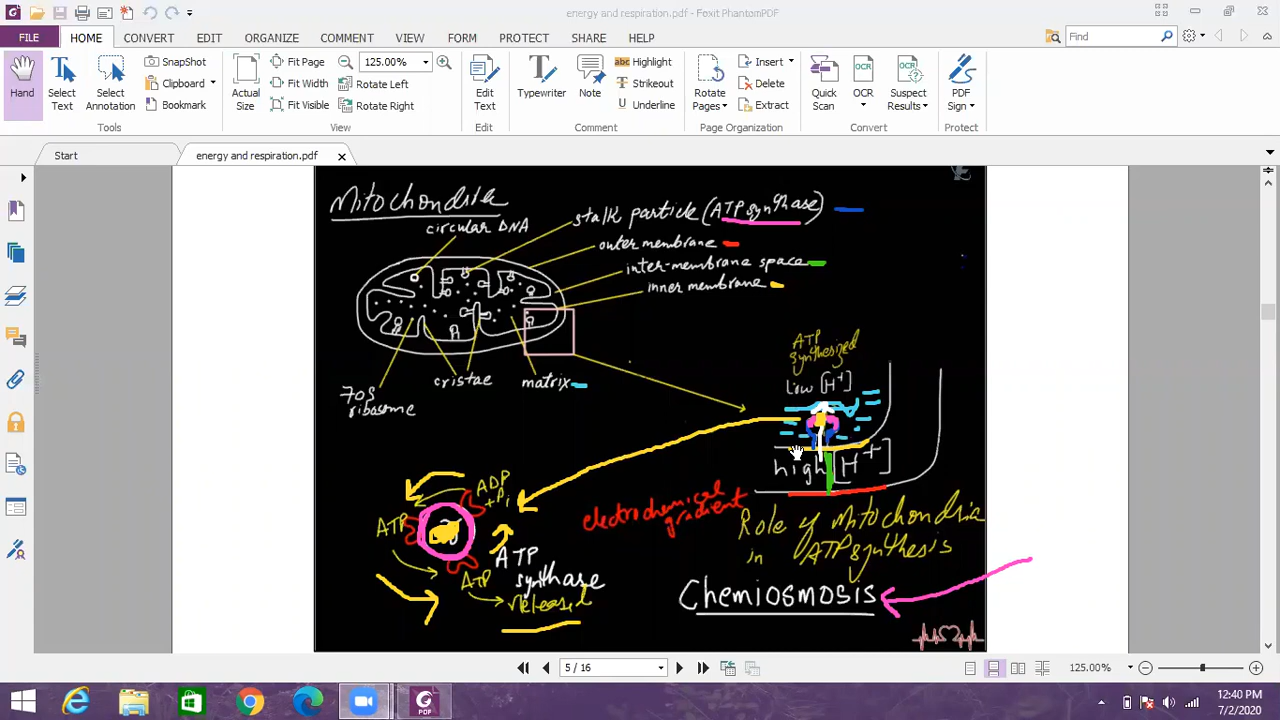 energy and respiration.pdf - Foxit PhantomPDF
FILE HOME CONVERT EDIT ORGANIZE COMMENT VIEW FORM PROTECT SHARE HELP Find
Hand
Select Text
Select Annotation
SnapShot
Clipboard
Bookmark
Tools
Actual Size
Fit Page
Fit Width
Fit Visible
125.00%
Rotate Left
Rotate Right
View
Edit Text
Edit
Typewriter
Note
abc Highlight
Strikeout
Underline
Comment
Rotate Pages
Insert
Delete
Extract
Page Organization
Quick Scan
OCR
OCR
Suspect Results
Convert
PDF Sign
Protect
Start energy and respiration.pdf
Mitochondria
circular DNA
stalk particle (ATP synthase)
outer membrane
inter-membrane space
inner membrane
70S ribosome
cristae
matrix
ATP synthesized
low [H+]
high [H+]
electrochemical gradient
ADP + Pi
ATP
ATP
ATP synthase
released
Role of Mitochondria
in ATP synthesis
Chemiosmosis
5 / 16
125.00%
PDF
12:40 PM
7/2/2020